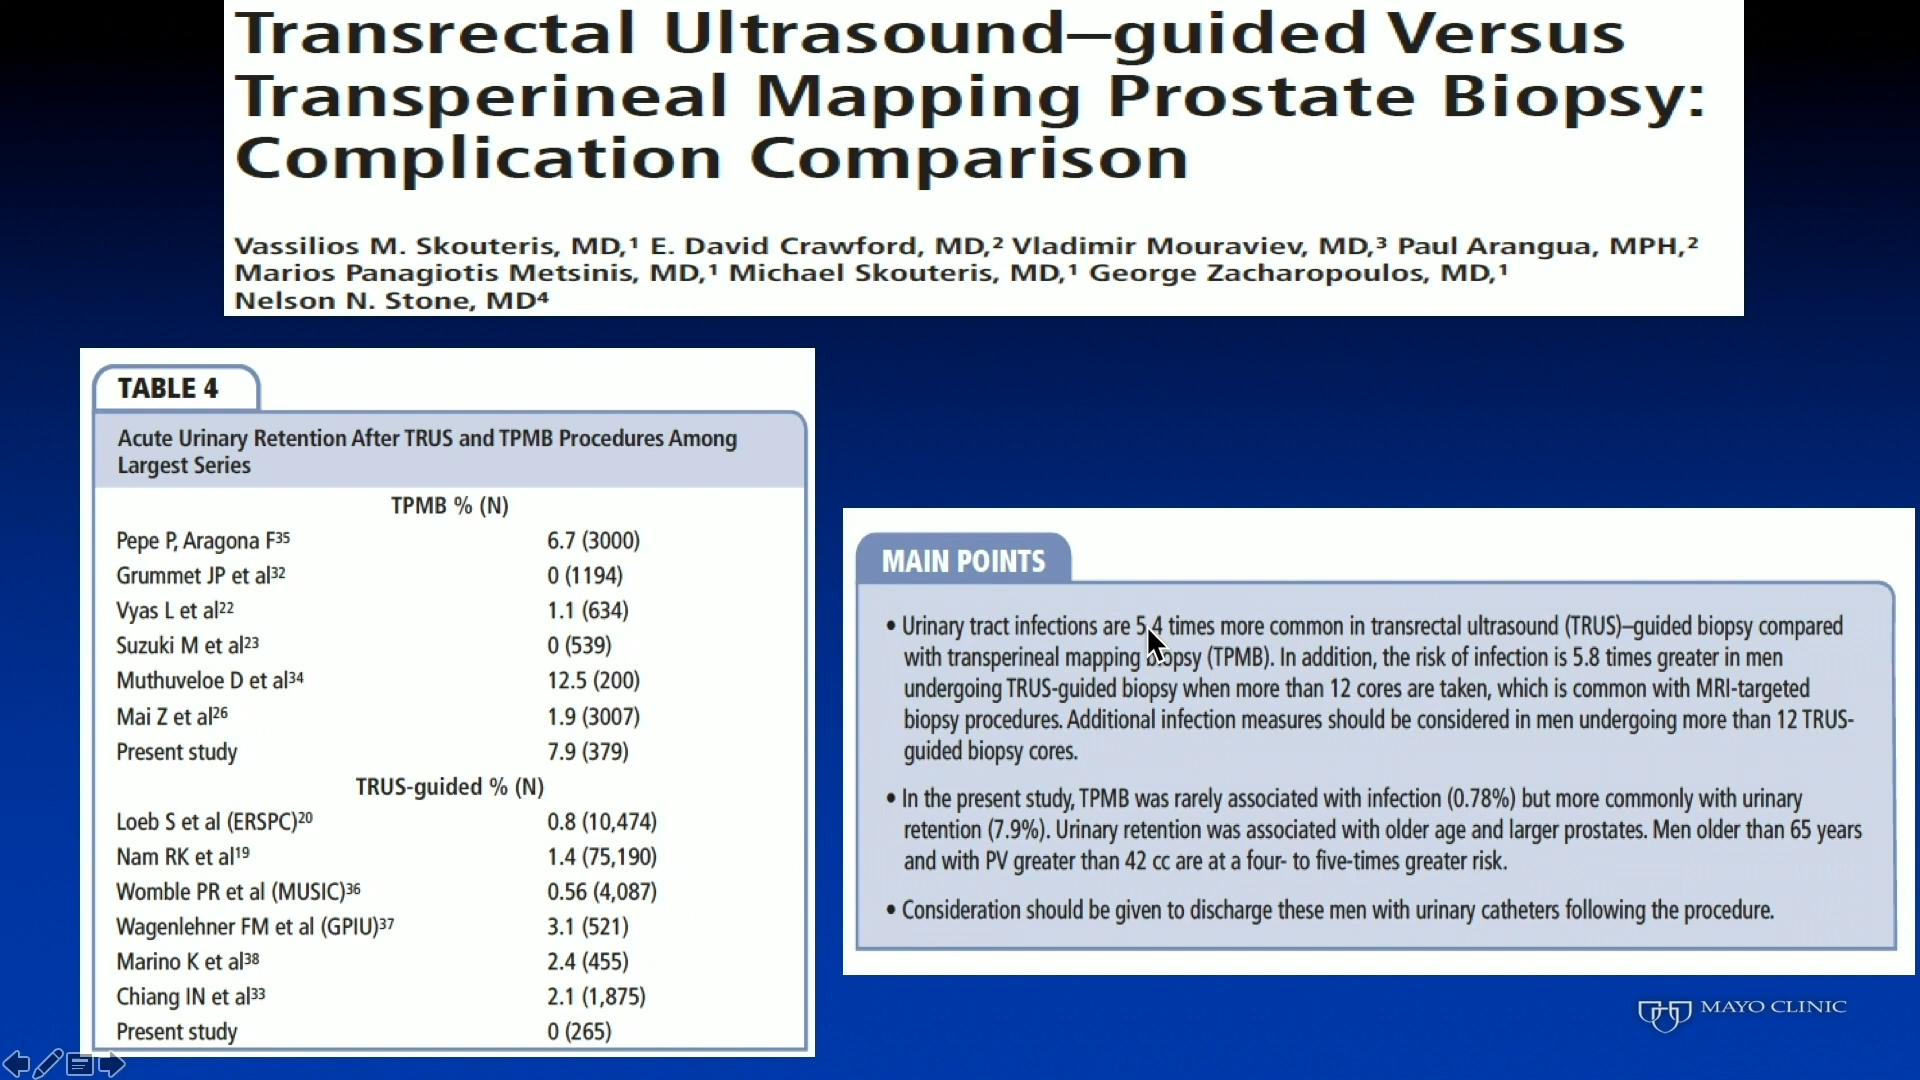 Transrectal Ultrasound–guided Versus
Transperineal Mapping Prostate Biopsy:
Complication Comparison
Vassilios M. Skouteris, MD,¹ E. David Crawford, MD,² Vladimir Mouraviev, MD,³ Paul Arangua, MPH,²
Marios Panagiotis Metsinis, MD,¹ Michael Skouteris, MD,¹ George Zacharopoulos, MD,¹
Nelson N. Stone, MD⁴
TABLE 4
Acute Urinary Retention After TRUS and TPMB Procedures Among
Largest Series
TPMB % (N)
Pepe P, Aragona F³⁵ 6.7 (3000)
Grummet JP et al³² 0 (1194)
Vyas L et al²² 1.1 (634)
Suzuki M et al²³ 0 (539)
Muthuveloe D et al³⁴ 12.5 (200)
Mai Z et al²⁶ 1.9 (3007)
Present study 7.9 (379)
TRUS-guided % (N)
Loeb S et al (ERSPC)²⁰ 0.8 (10,474)
Nam RK et al¹⁹ 1.4 (75,190)
Womble PR et al (MUSIC)³⁶ 0.56 (4,087)
Wagenlehner FM et al (GPIU)³⁷ 3.1 (521)
Marino K et al³⁸ 2.4 (455)
Chiang IN et al³³ 2.1 (1,875)
Present study 0 (265)
MAIN POINTS
• Urinary tract infections are 5.4 times more common in transrectal ultrasound (TRUS)–guided biopsy compared
with transperineal mapping biopsy (TPMB). In addition, the risk of infection is 5.8 times greater in men
undergoing TRUS-guided biopsy when more than 12 cores are taken, which is common with MRI-targeted
biopsy procedures. Additional infection measures should be considered in men undergoing more than 12 TRUS-
guided biopsy cores.
• In the present study, TPMB was rarely associated with infection (0.78%) but more commonly with urinary
retention (7.9%). Urinary retention was associated with older age and larger prostates. Men older than 65 years
and with PV greater than 42 cc are at a four- to five-times greater risk.
• Consideration should be given to discharge these men with urinary catheters following the procedure.
MAYO CLINIC